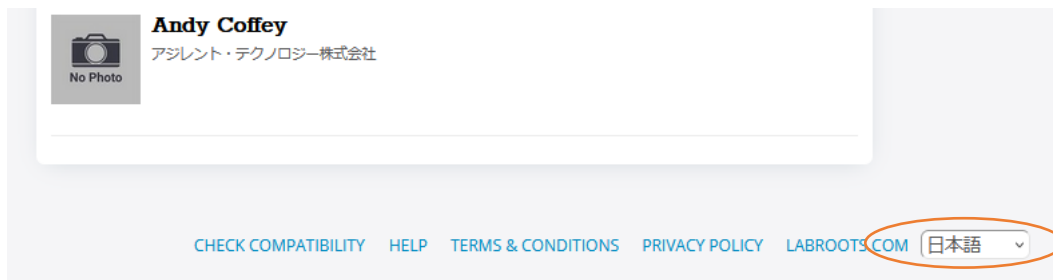 Andy Coffey
アジレント・テクノロジー株式会社
No Photo
CHECK COMPATIBILITY HELP TERMS & CONDITIONS PRIVACY POLICY LABROOTS.COM 日本語